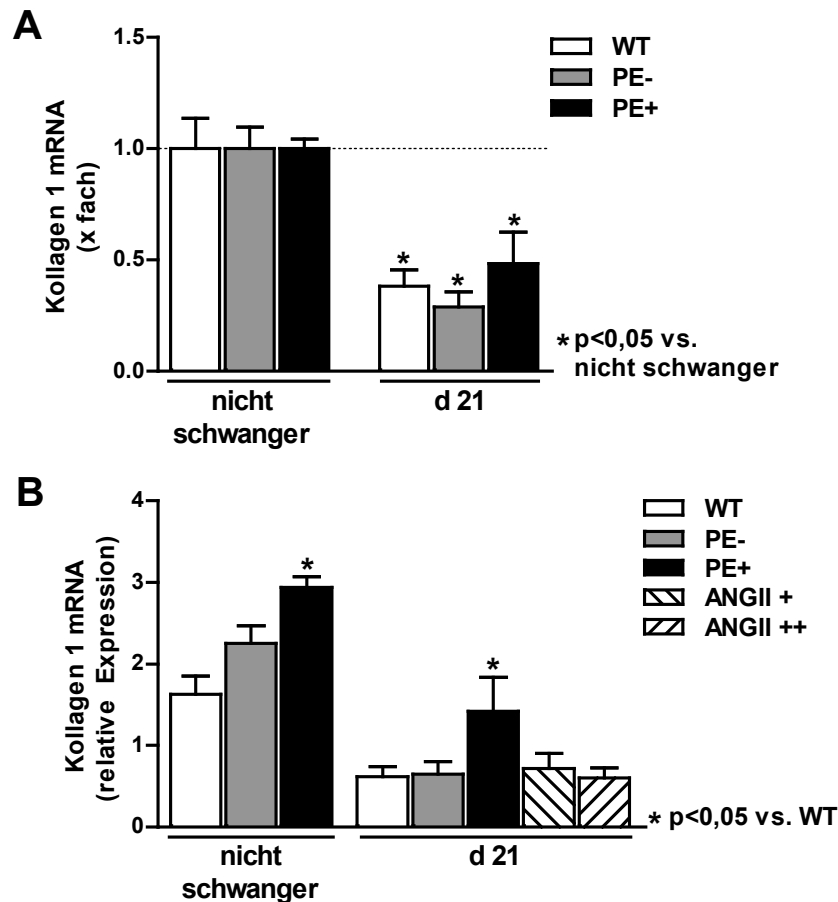 A
Kollagen 1 mRNA
(x fach)
1.5
1.0
0.5
0.0
WT
PE-
PE+
* * *
* p<0,05 vs.
nicht schwanger
nicht
schwanger
d 21
B
Kollagen 1 mRNA
(relative Expression)
4
3
2
1
0
WT
PE-
PE+
ANGII +
ANGII ++
*
*
* p<0,05 vs. WT
nicht
schwanger
d 21